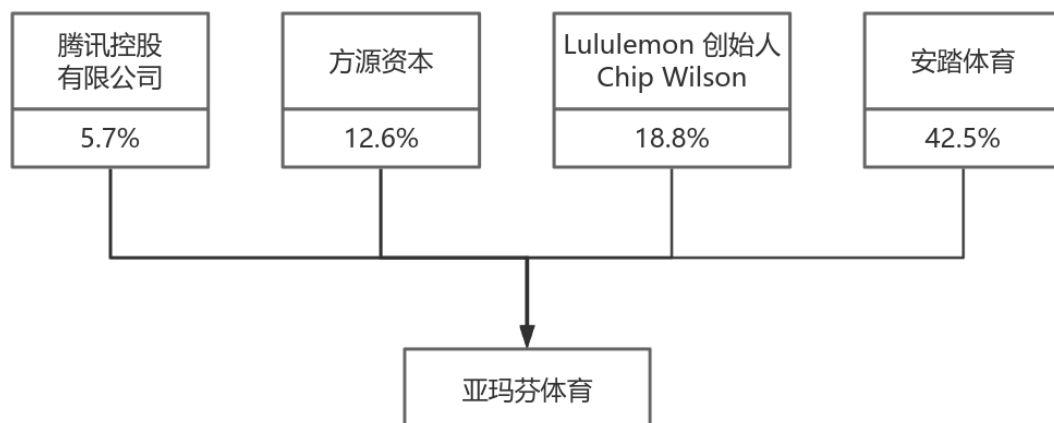 腾讯控股
有限公司
5.7%
方源资本
12.6%
Lululemon 创始人
Chip Wilson
18.8%
安踏体育
42.5%
亚玛芬体育